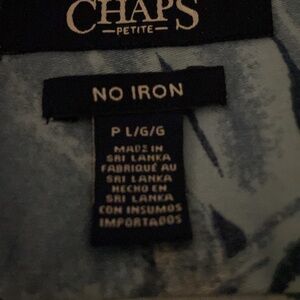 CHAPS
PETITE
NO IRON
P L/G/G
MADE IN
SRI LANKA
FABRIQUÉ AU
SRI LANKA
HECHO EN
SRI LANKA
CON INSUMOS
IMPORTADOS